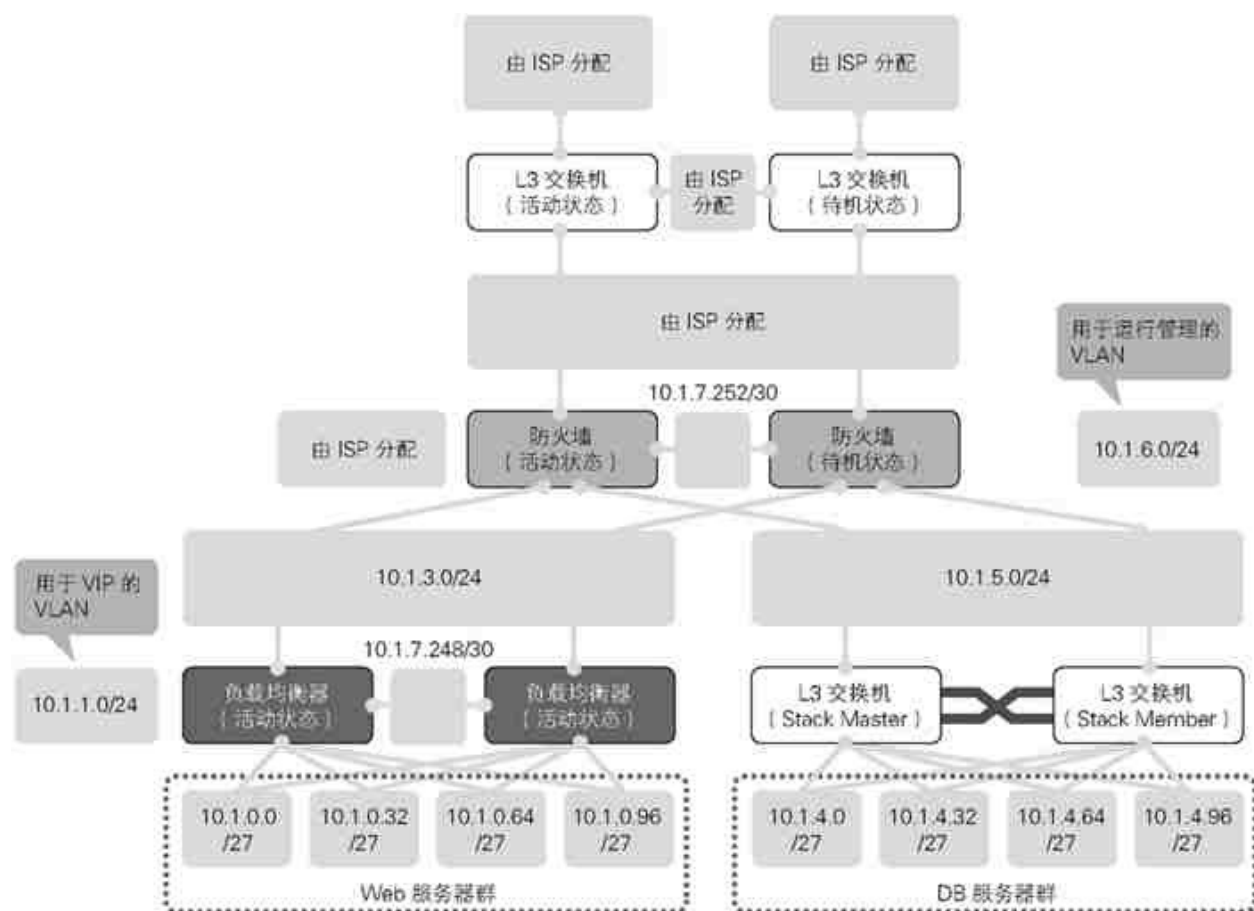 由 ISP 分配
由 ISP 分配
L3 交换机
（活动状态）
由 ISP
分配
L3 交换机
（待机状态）
由 ISP 分配
用于运行管理的
VLAN
10.1.7.252/30
由 ISP 分配
防火墙
（活动状态）
防火墙
（待机状态）
10.1.6.0/24
10.1.3.0/24
10.1.5.0/24
用于 VIP 的
VLAN
10.1.7.248/30
10.1.1.0/24
负载均衡器
（活动状态）
负载均衡器
（活动状态）
L3 交换机
（Stack Master）
L3 交换机
（Stack Member）
10.1.0.0
/27
10.1.0.32
/27
10.1.0.64
/27
10.1.0.96
/27
10.1.4.0
/27
10.1.4.32
/27
10.1.4.64
/27
10.1.4.96
/27
Web 服务器群
DB 服务器群